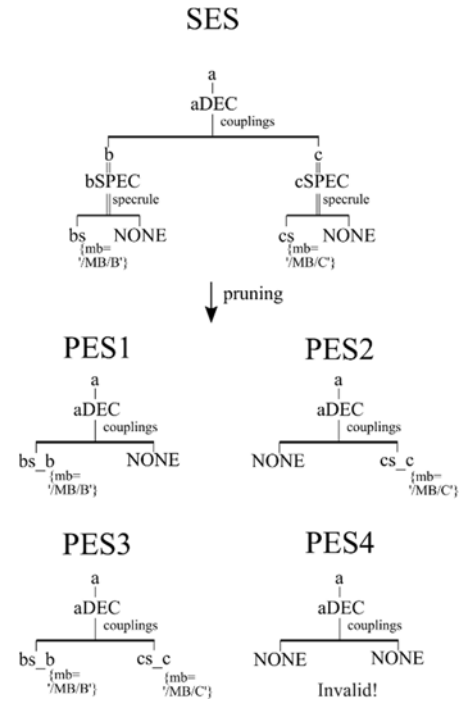 SES
a
aDEC
couplings
b c
bSPEC cSPEC
specrule specrule
bs NONE cs NONE
{mb= {mb=
'/MB/B'} '/MB/C'}
pruning
PES1 PES2
a a
aDEC aDEC
couplings couplings
bs_b NONE NONE cs_c
{mb= {mb=
'/MB/B'} '/MB/C'}
PES3 PES4
a a
aDEC aDEC
couplings couplings
bs_b cs_c NONE NONE
{mb= {mb=
'/MB/B'} '/MB/C'} Invalid!